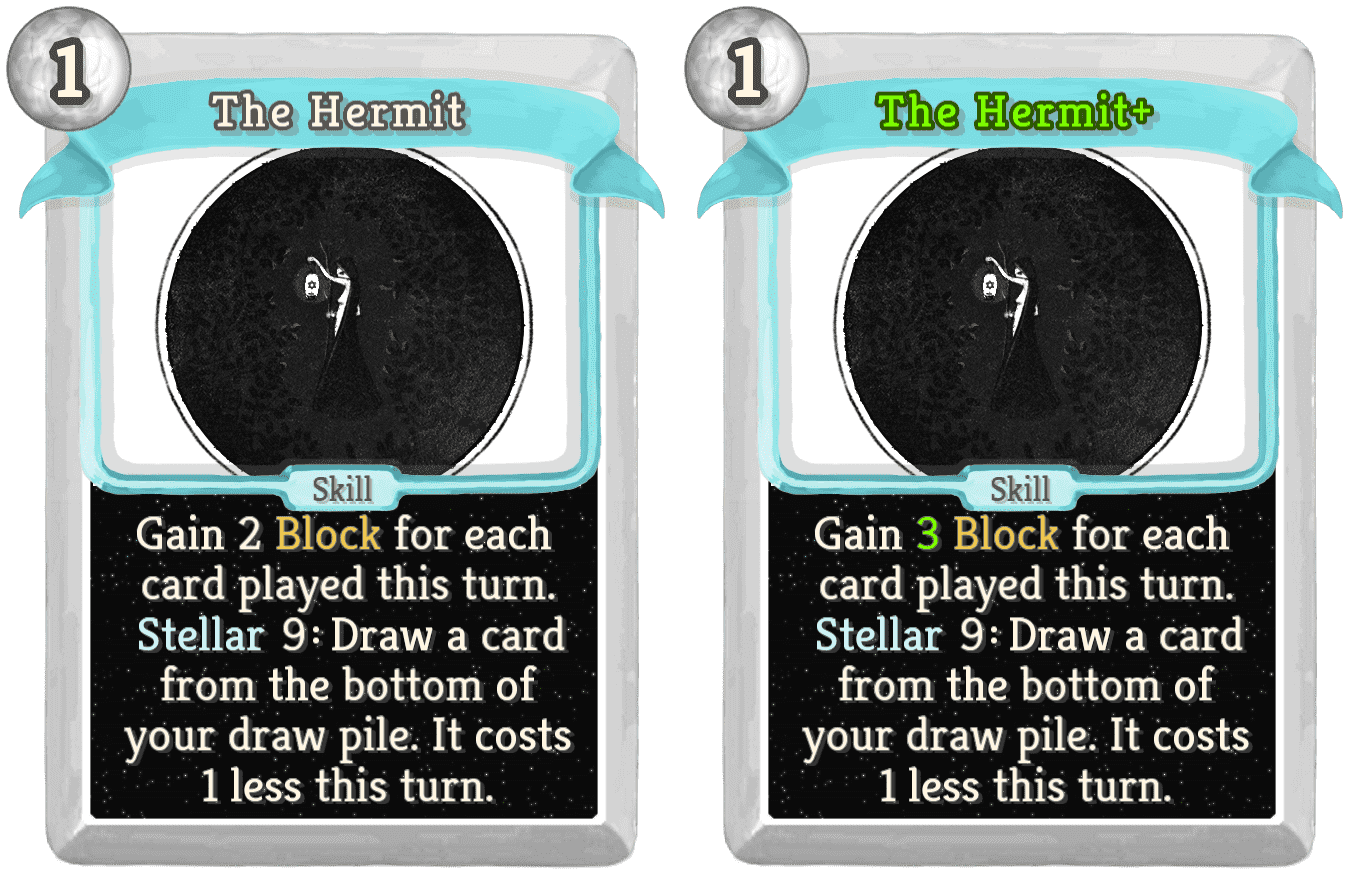 1
The Hermit
Skill
Gain 2 Block for each
card played this turn.
Stellar 9: Draw a card
from the bottom of
your draw pile. It costs
1 less this turn.
1
The Hermit+
Skill
Gain 3 Block for each
card played this turn.
Stellar 9: Draw a card
from the bottom of
your draw pile. It costs
1 less this turn.